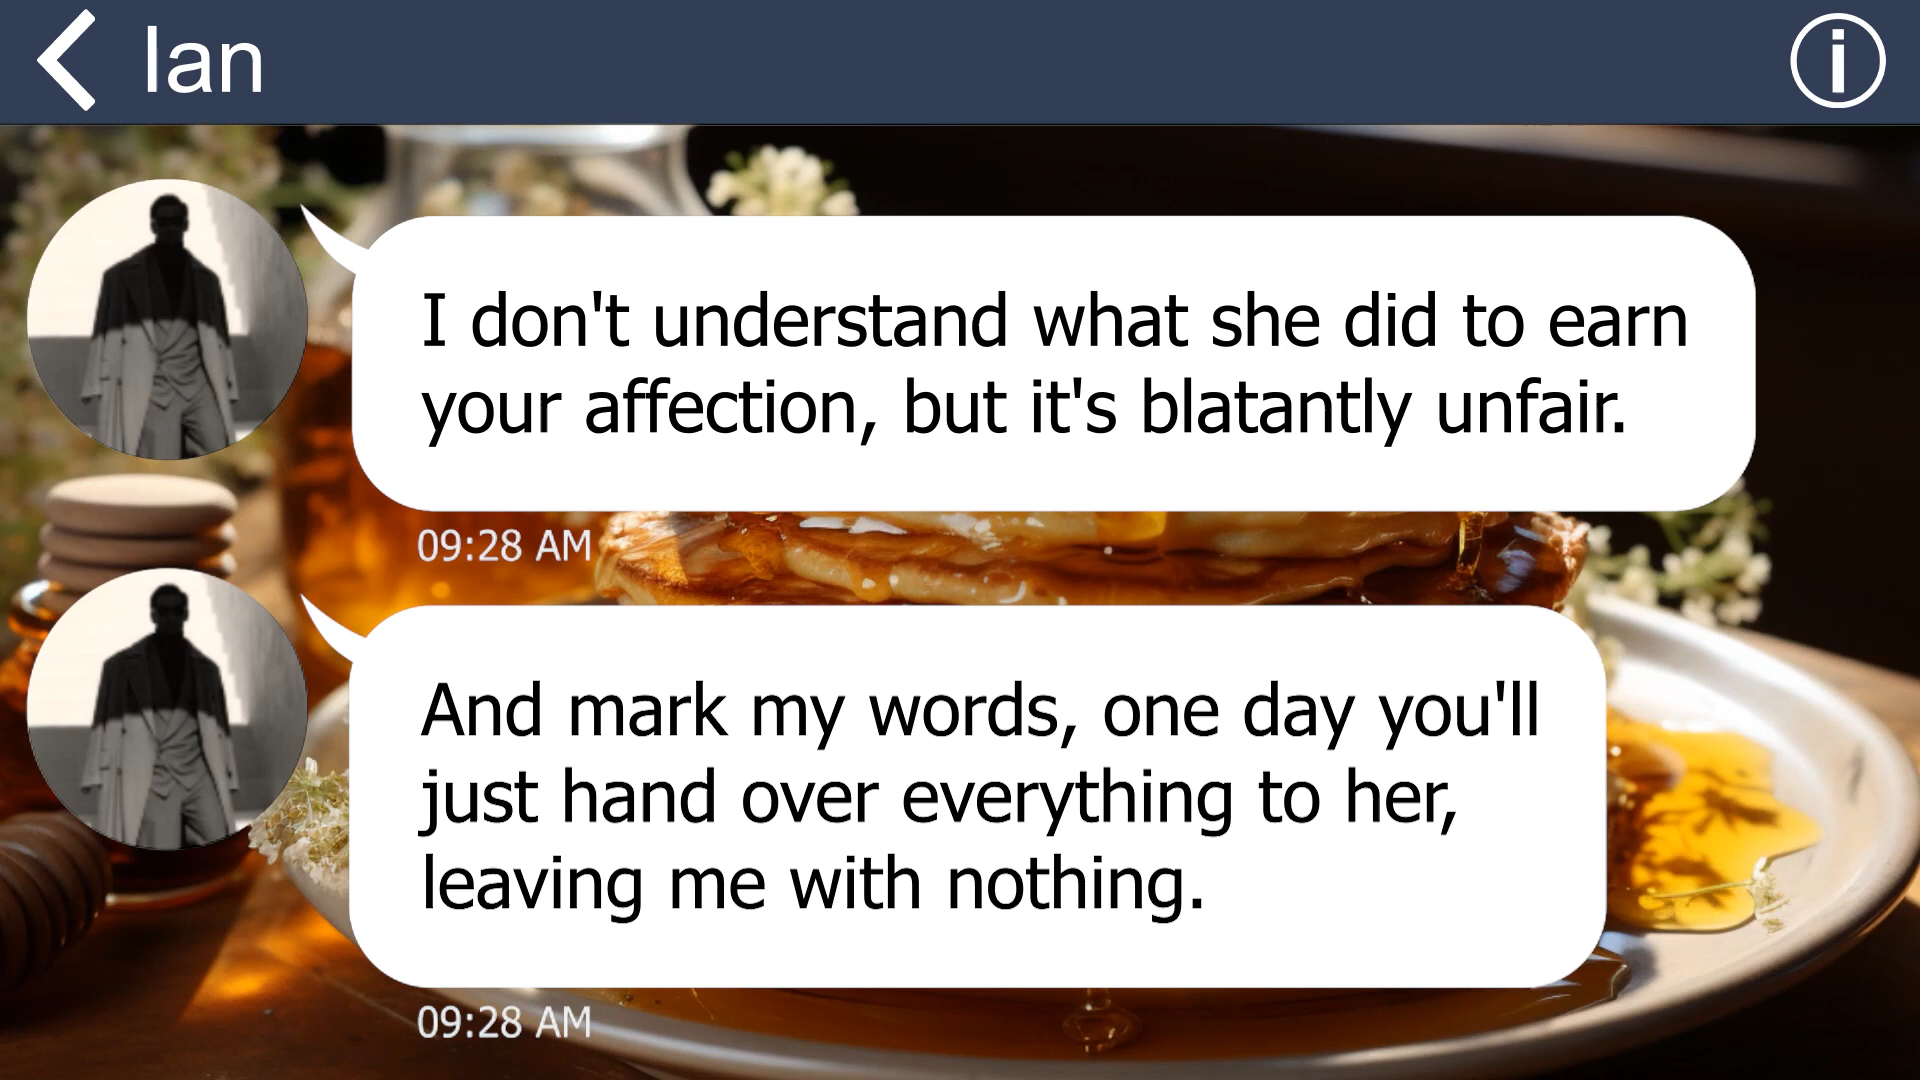 Ian
I don't understand what she did to earn
your affection, but it's blatantly unfair.
09:28 AM
And mark my words, one day you'll
just hand over everything to her,
leaving me with nothing.
09:28 AM